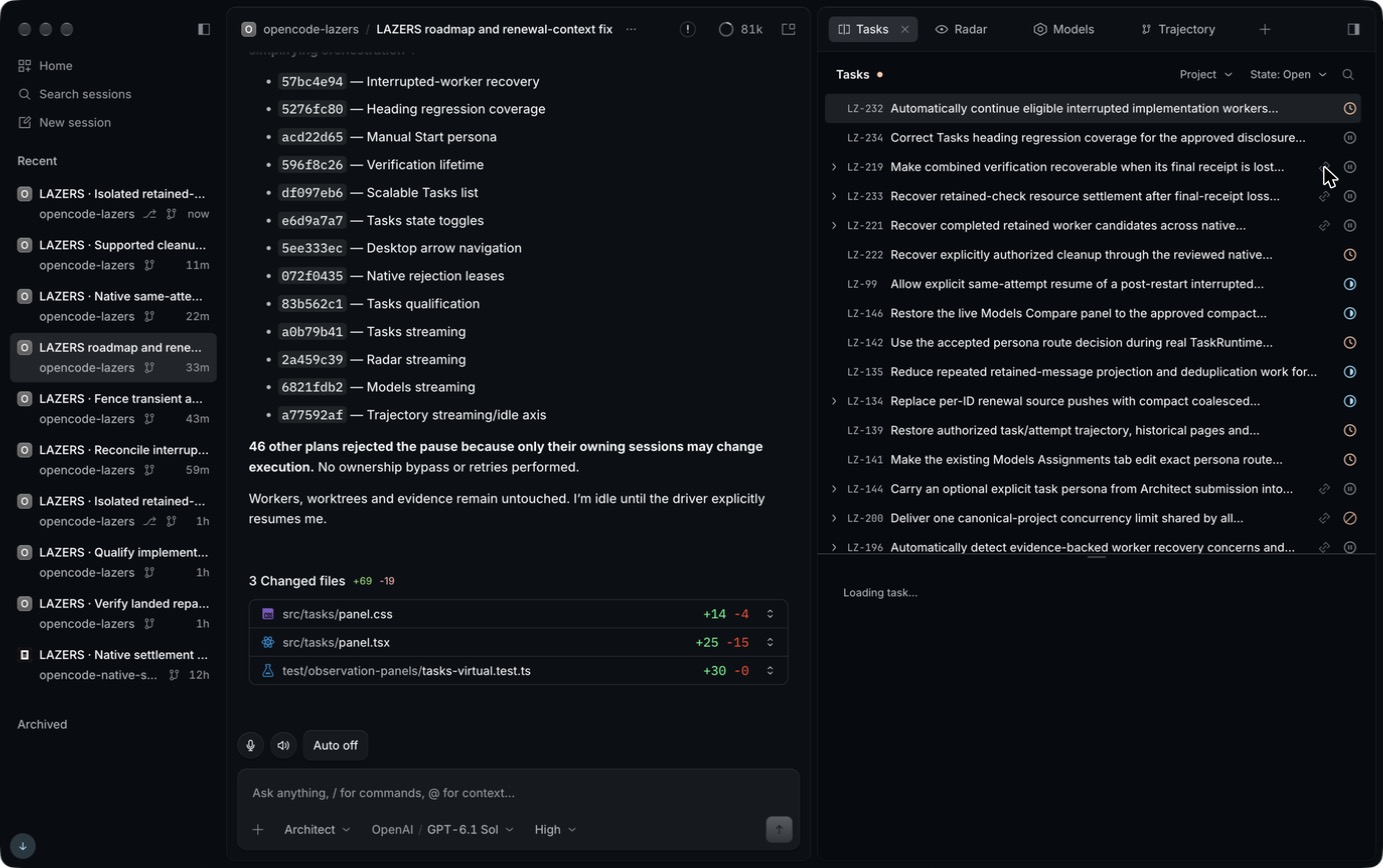 Home
Search sessions
New session
Recent
LAZERS · Isolated retained-...
opencode-lazers now
LAZERS · Supported cleanu...
opencode-lazers 11m
LAZERS · Native same-atte...
opencode-lazers 22m
LAZERS roadmap and rene...
opencode-lazers 33m
LAZERS · Fence transient a...
opencode-lazers 43m
LAZERS · Reconcile interrup...
opencode-lazers 59m
LAZERS · Isolated retained-...
opencode-lazers 1h
LAZERS · Qualify implement...
opencode-lazers 1h
LAZERS · Verify landed repa...
opencode-lazers 1h
LAZERS · Native settlement ...
opencode-native-s... 12h
Archived
opencode-lazers / LAZERS roadmap and renewal-context fix ... 81k
57bc4e94 — Interrupted-worker recovery
5276fc80 — Heading regression coverage
acd22d65 — Manual Start persona
596f8c26 — Verification lifetime
df097eb6 — Scalable Tasks list
e6d9a7a7 — Tasks state toggles
5ee333ec — Desktop arrow navigation
072f0435 — Native rejection leases
83b562c1 — Tasks qualification
a0b79b41 — Tasks streaming
2a459c39 — Radar streaming
6821fdb2 — Models streaming
a77592af — Trajectory streaming/idle axis
46 other plans rejected the pause because only their owning sessions may change
execution. No ownership bypass or retries performed.
Workers, worktrees and evidence remain untouched. I'm idle until the driver explicitly
resumes me.
3 Changed files +69 -19
src/tasks/panel.css +14 -4
src/tasks/panel.tsx +25 -15
test/observation-panels/tasks-virtual.test.ts +30 -0
Auto off
Ask anything, / for commands, @ for context...
Architect OpenAI / GPT-6.1 Sol High
Tasks Radar Models Trajectory
Tasks Project State: Open
LZ-232 Automatically continue eligible interrupted implementation workers...
LZ-234 Correct Tasks heading regression coverage for the approved disclosure...
LZ-219 Make combined verification recoverable when its final receipt is lost...
LZ-233 Recover retained-check resource settlement after final-receipt loss...
LZ-221 Recover completed retained worker candidates across native...
LZ-222 Recover explicitly authorized cleanup through the reviewed native...
LZ-99 Allow explicit same-attempt resume of a post-restart interrupted...
LZ-146 Restore the live Models Compare panel to the approved compact...
LZ-142 Use the accepted persona route decision during real TaskRuntime...
LZ-135 Reduce repeated retained-message projection and deduplication work for...
LZ-134 Replace per-ID renewal source pushes with compact coalesced...
LZ-139 Restore authorized task/attempt trajectory, historical pages and...
LZ-141 Make the existing Models Assignments tab edit exact persona route...
LZ-144 Carry an optional explicit task persona from Architect submission into...
LZ-200 Deliver one canonical-project concurrency limit shared by all...
LZ-196 Automatically detect evidence-backed worker recovery concerns and...
Loading task...